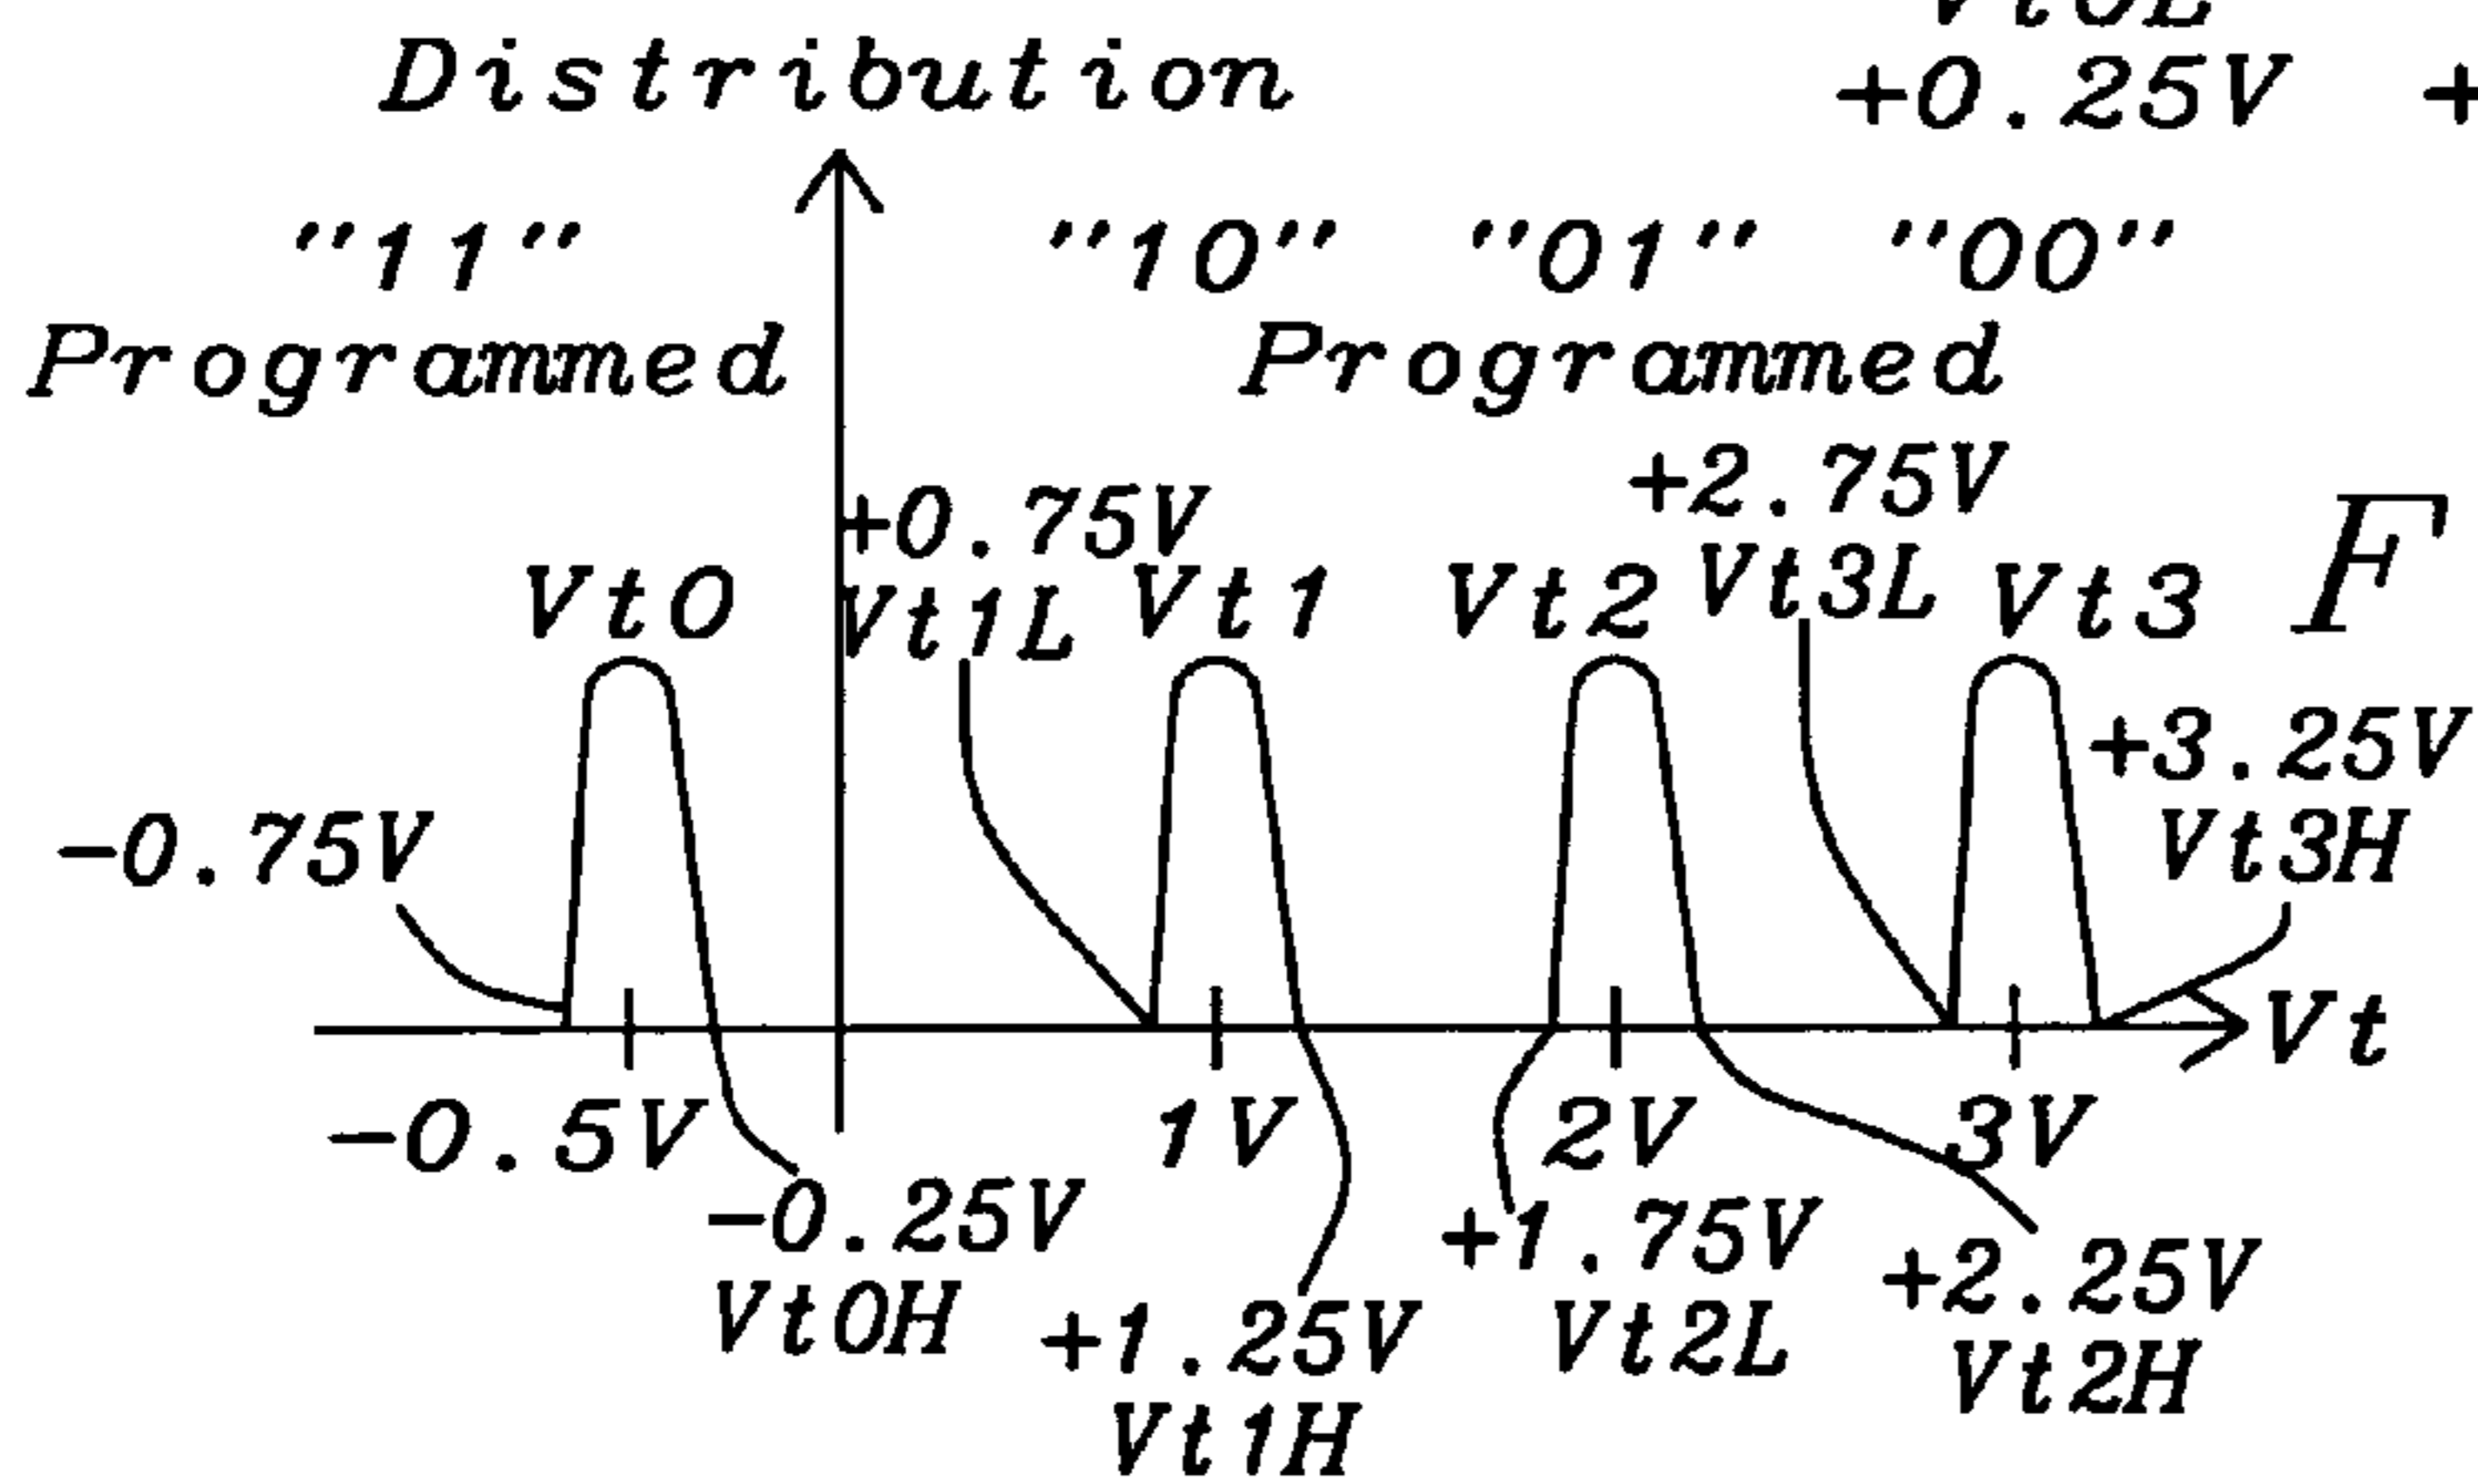 Distribution
+0.25V
"11" "10" "01" "00"
Programmed Programmed
+2.75V
+0.75V
Vt0 Vt1L Vt1 Vt2 Vt3L Vt3 F
+3.25V
-0.75V Vt3H
Vt
-0.5V 1V 2V 3V
-0.25V +1.75V
Vt0H +1.25V Vt2L +2.25V
Vt1H Vt2H